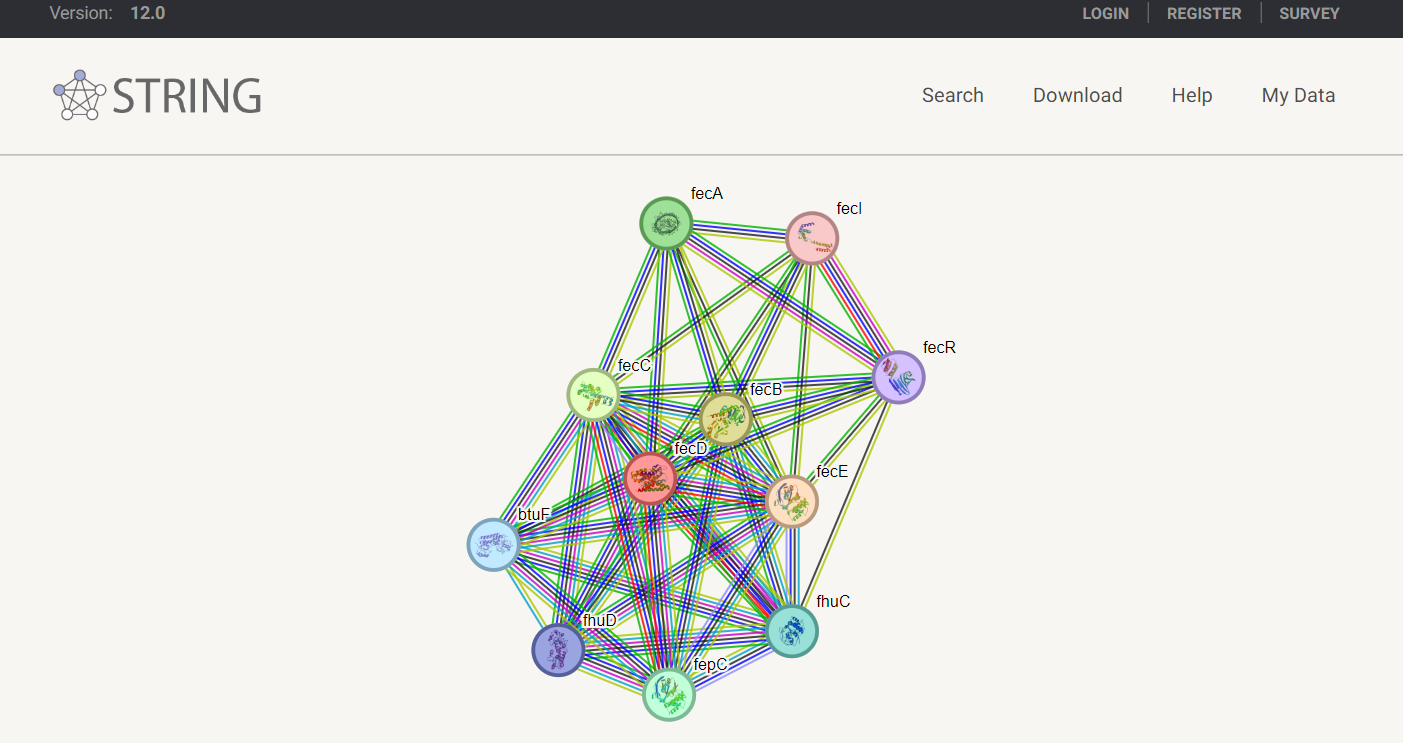 Version: 12.0
LOGIN
REGISTER
SURVEY
STRING
Search
Download
Help
My Data
fecA
fecI
fecR
fecC
fecB
fecD
fecE
btuF
fhuC
fhuD
fepC